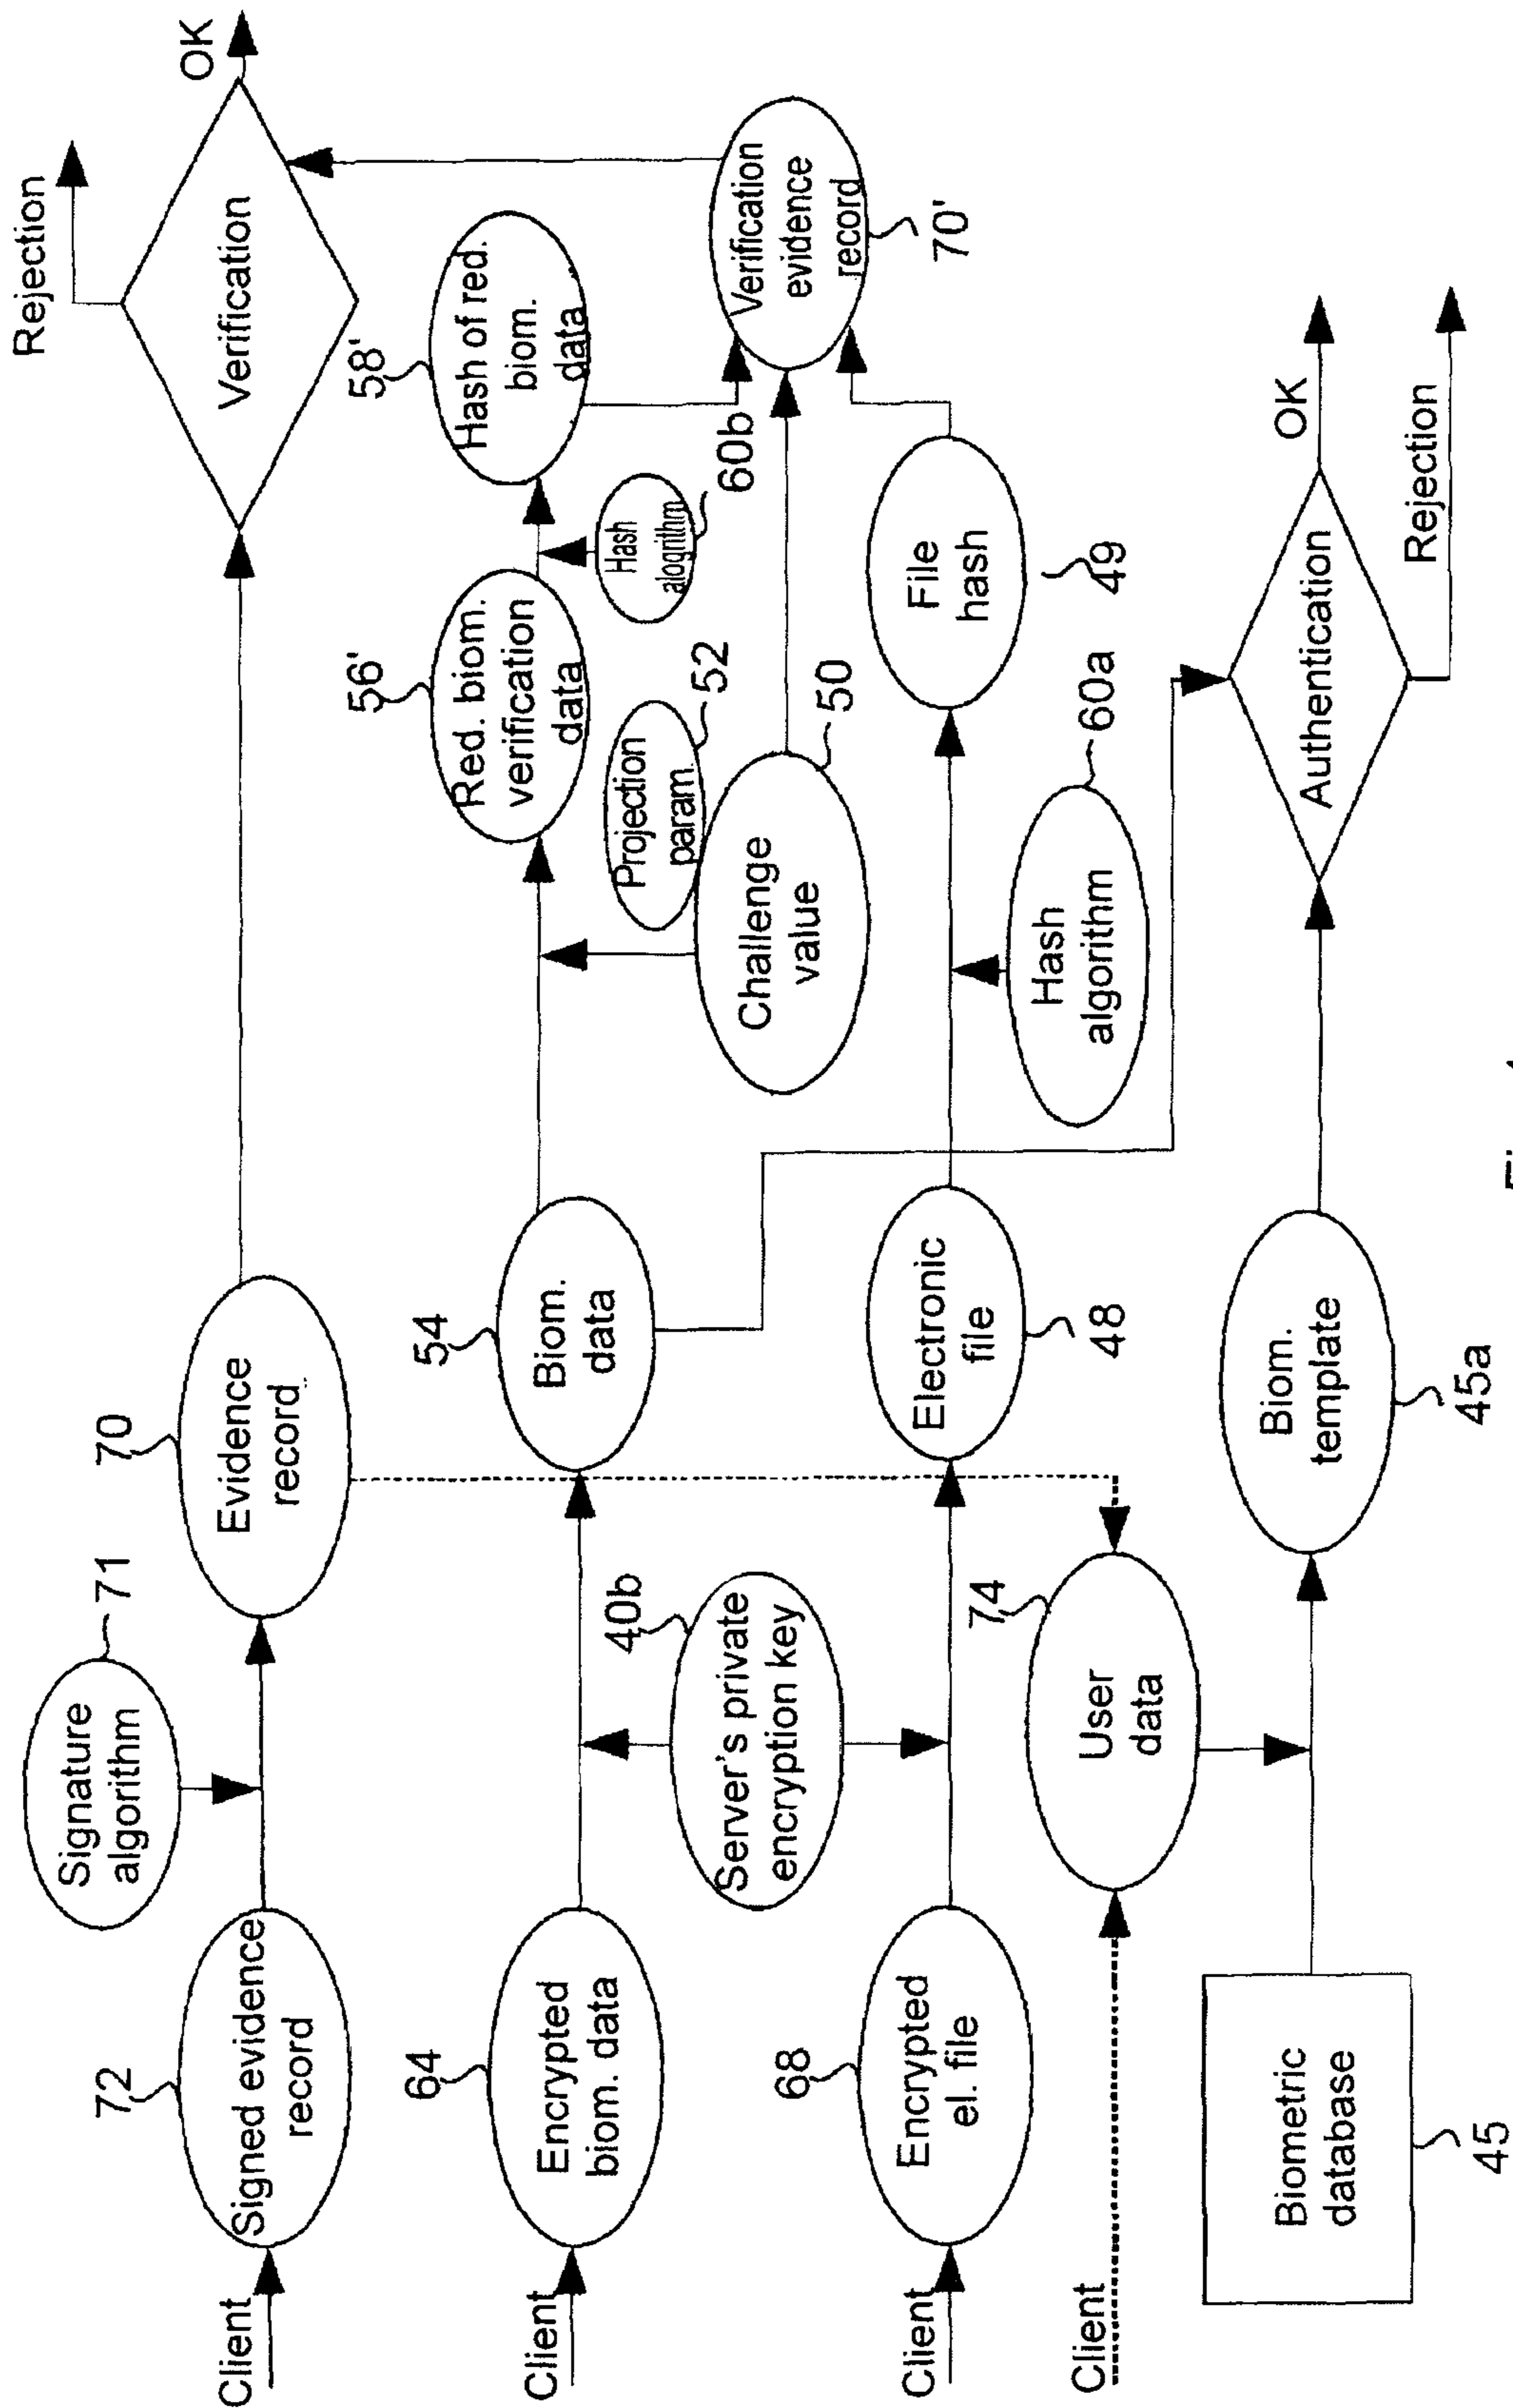 Client
72
Signed evidence
record
Signature
algorithm
71
70
Evidence
record
Verification
Rejection
OK
Client
64
Encrypted
biom. data
54
Biom.
data
56'
Red. biom.
verification
data
Hash
alogrithm
60b
58'
Hash of red.
biom.
data
40b
Server's private
encryption key
Projection
param.
52
Challenge
value
50
Verification
evidence
record
70'
Client
68
Encrypted
el. file
Electronic
file
48
Hash
algorithm
60a
File
hash
49
Client
74
User
data
Biometric
database
45
Biom.
template
45a
Authentication
OK
Rejection